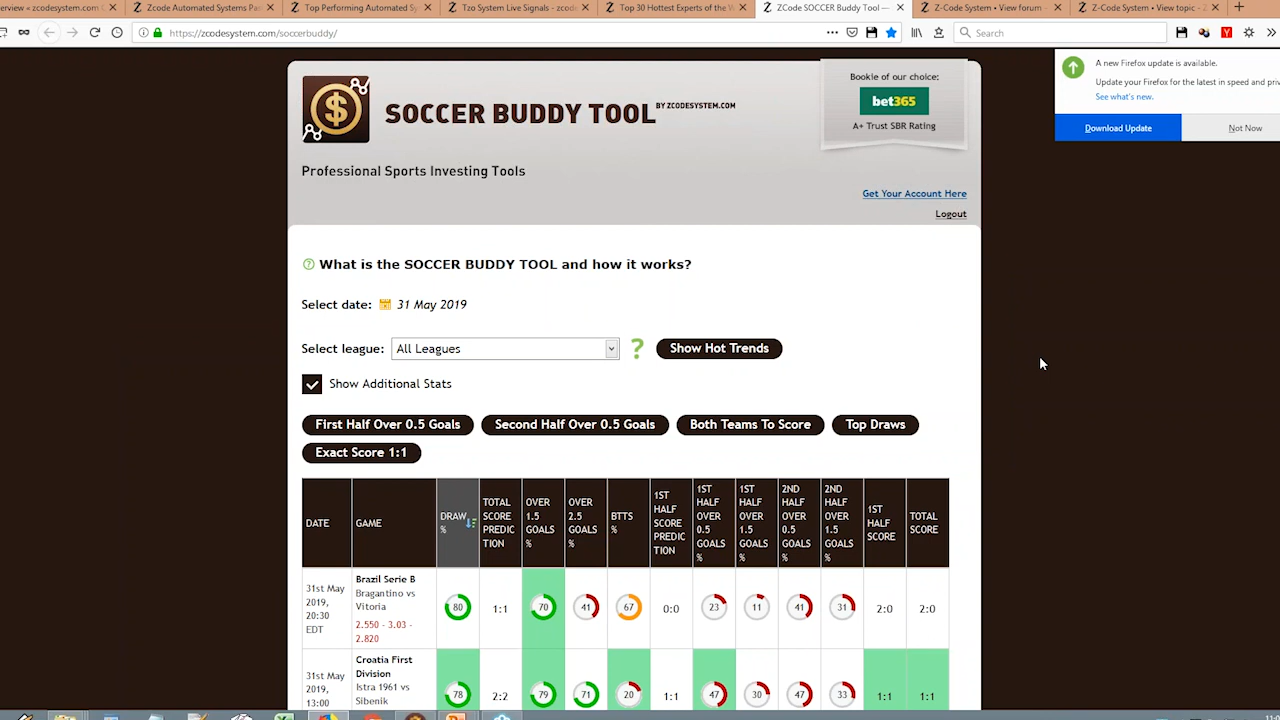 erview - zcodesystem.com C
Zcode Automated Systems Pa
Top Performing Automated Sy
Tzo System Live Signals - zcode
Top 30 Hottest Experts of the W
ZCode SOCCER Buddy Tool —
Z-Code System • View forum -
Z-Code System • View topic - Z
https://zcodesystem.com/soccerbuddy/
Search
A new Firefox update is available.
Update your Firefox for the latest in speed and priv
See what's new.
Download Update
Not Now
SOCCER BUDDY TOOL BY ZCODESYSTEM.COM
Professional Sports Investing Tools
Bookie of our choice:
bet365
A+ Trust SBR Rating
Get Your Account Here
Logout
? What is the SOCCER BUDDY TOOL and how it works?
Select date: 31 May 2019
Select league: All Leagues ? Show Hot Trends
Show Additional Stats
First Half Over 0.5 Goals Second Half Over 0.5 Goals Both Teams To Score Top Draws
Exact Score 1:1
DATE
GAME
DRAW
%
TOTAL
SCORE
PREDIC
TION
OVER
1.5
GOALS
%
OVER
2.5
GOALS
%
BTTS
%
1ST
HALF
SCORE
PREDIC
TION
1ST
HALF
OVER
0.5
GOALS
%
1ST
HALF
OVER
1.5
GOALS
%
2ND
HALF
OVER
0.5
GOALS
%
2ND
HALF
OVER
1.5
GOALS
%
1ST
HALF
SCORE
TOTAL
SCORE
31st May
2019,
20:30
EDT
Brazil Serie B
Bragantino vs
Vitoria
2.550 - 3.03 -
2.820
80 1:1 70 41 67 0:0 23 11 41 31 2:0 2:0
31st May
2019,
13:00
Croatia First
Division
Istra 1961 vs
Sibenik
78 2:2 79 71 20 1:1 47 30 47 33 1:1 1:1